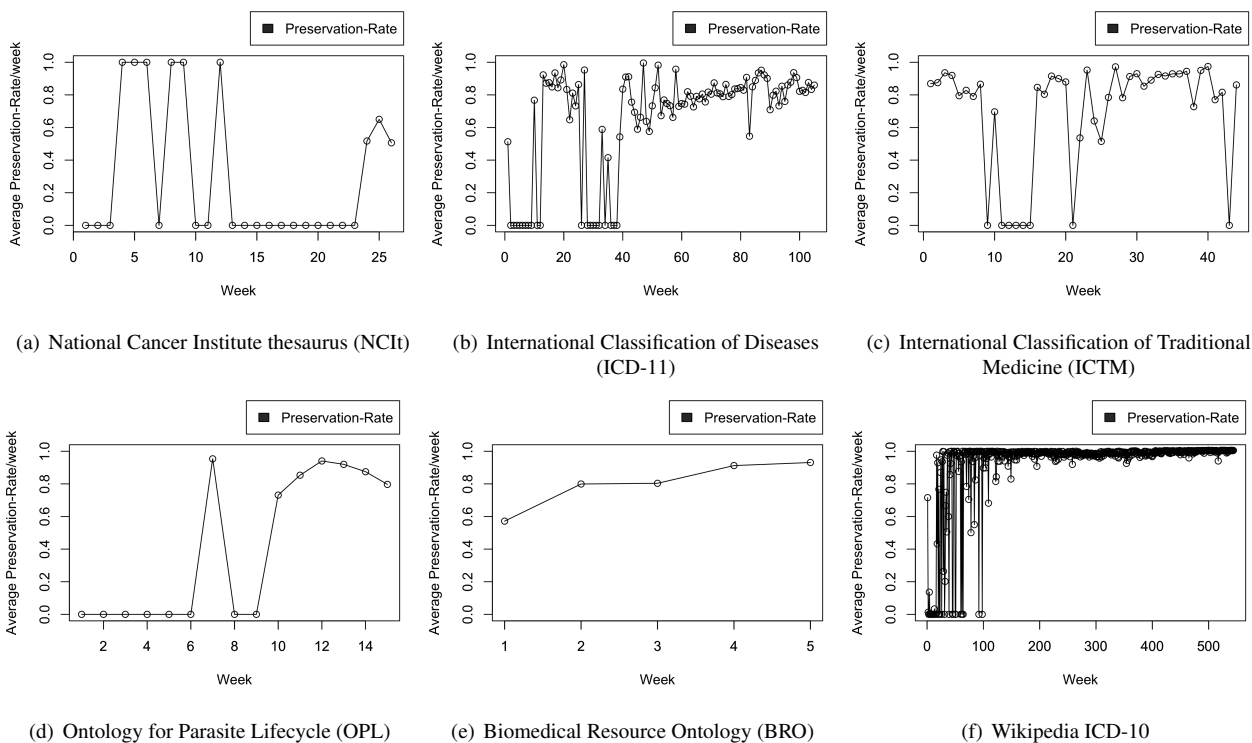 Preservation-Rate
Average Preservation-Rate/week
0.0 0.2 0.4 0.6 0.8 1.0
0 5 10 15 20 25
Week
(a) National Cancer Institute thesaurus (NCIt)
Preservation-Rate
Average Preservation-Rate/week
0.0 0.2 0.4 0.6 0.8 1.0
0 20 40 60 80 100
Week
(b) International Classification of Diseases
(ICD-11)
Preservation-Rate
Average Preservation-Rate/week
0.0 0.2 0.4 0.6 0.8 1.0
0 10 20 30 40
Week
(c) International Classification of Traditional
Medicine (ICTM)
Preservation-Rate
Average Preservation-Rate/week
0.0 0.2 0.4 0.6 0.8 1.0
2 4 6 8 10 12 14
Week
(d) Ontology for Parasite Lifecycle (OPL)
Preservation-Rate
Average Preservation-Rate/week
0.0 0.2 0.4 0.6 0.8 1.0
1 2 3 4 5
Week
(e) Biomedical Resource Ontology (BRO)
Preservation-Rate
Average Preservation-Rate/week
0.0 0.2 0.4 0.6 0.8 1.0
0 100 200 300 400 500
Week
(f) Wikipedia ICD-10